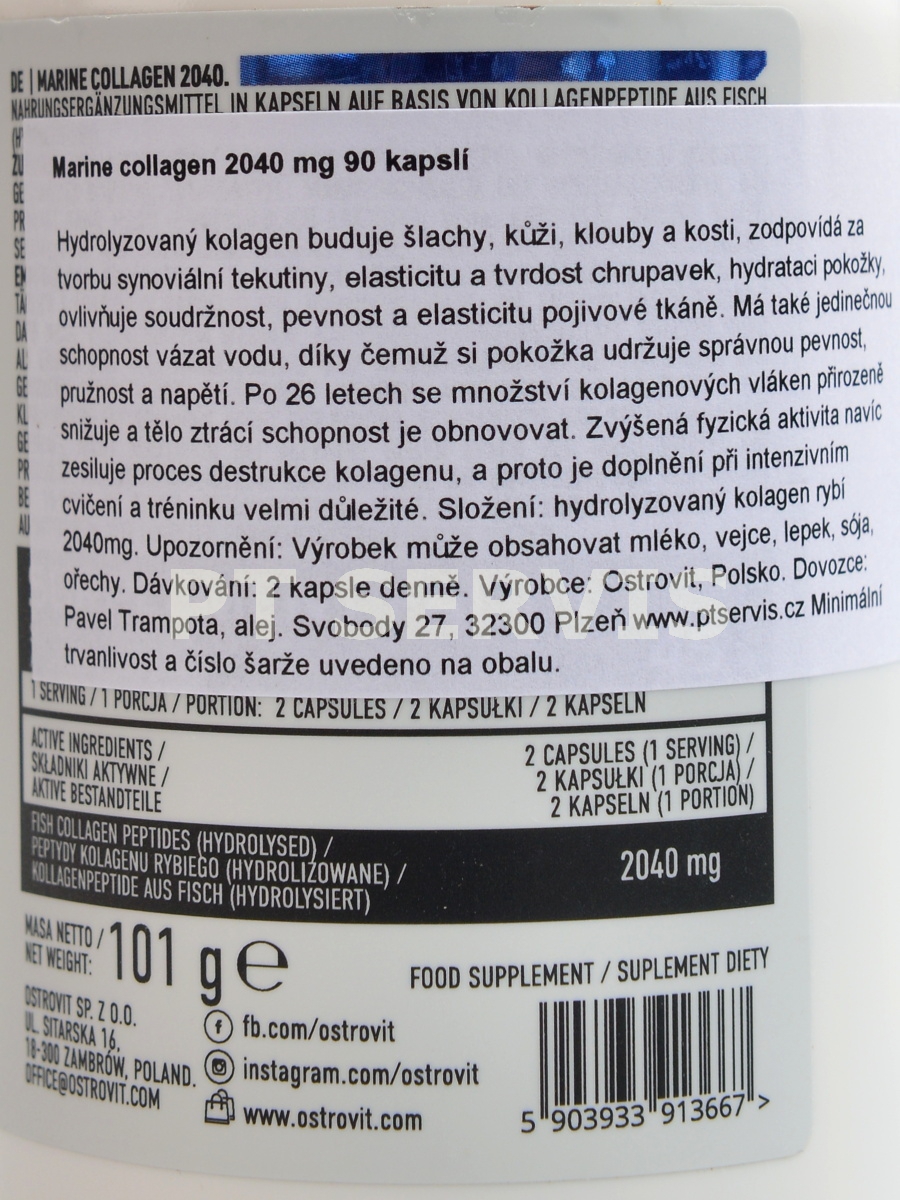 DE | MARINE COLLAGEN 2040.
NAHRUNGSERGÄNZUNGSMITTEL IN KAPSELN AUF BASIS VON KOLLAGENPEPTIDE AUS FISCH
Marine collagen 2040 mg 90 kapslí
Hydrolyzovaný kolagen buduje šlachy, kůži, klouby a kosti, zodpovídá za
tvorbu synoviální tekutiny, elasticitu a tvrdost chrupavek, hydrataci pokožky,
ovlivňuje soudržnost, pevnost a elasticitu pojivové tkáně. Má také jedinečnou
schopnost vázat vodu, díky čemuž si pokožka udržuje správnou pevnost,
pružnost a napětí. Po 26 letech se množství kolagenových vláken přirozeně
snižuje a tělo ztrácí schopnost je obnovovat. Zvýšená fyzická aktivita navíc
zesiluje proces destrukce kolagenu, a proto je doplnění při intenzivním
cvičení a tréninku velmi důležité. Složení: hydrolyzovaný kolagen rybí
2040mg. Upozornění: Výrobek může obsahovat mléko, vejce, lepek, sója,
ořechy. Dávkování: 2 kapsle denně. Výrobce: Ostrovit, Polsko. Dovozce:
Pavel Trampota, alej. Svobody 27, 32300 Plzeň www.ptservis.cz Minimální
trvanlivost a číslo šarže uvedeno na obalu.
PT SERVIS
1 SERVING / 1 PORCJA / PORTION: 2 CAPSULES / 2 KAPSUŁKI / 2 KAPSELN
ACTIVE INGREDIENTS /
SKŁADNIKI AKTYWNE /
AKTIVE BESTANDTEILE
2 CAPSULES (1 SERVING) /
2 KAPSUŁKI (1 PORCJA) /
2 KAPSELN (1 PORTION)
FISH COLLAGEN PEPTIDES (HYDROLYSED) /
PEPTYDY KOLAGENU RYBIEGO (HYDROLIZOWANE) /
KOLLAGENPEPTIDE AUS FISCH (HYDROLYSIERT)
2040 mg
MASA NETTO /
NET WEIGHT:
101 g e
FOOD SUPPLEMENT / SUPLEMENT DIETY
OSTROVIT SP. Z O.O.
UL. SITARSKA 16,
18-300 ZAMBRÓW, POLAND.
OFFICE@OSTROVIT.COM
fb.com/ostrovit
instagram.com/ostrovit
www.ostrovit.com
5 903933 913667 >